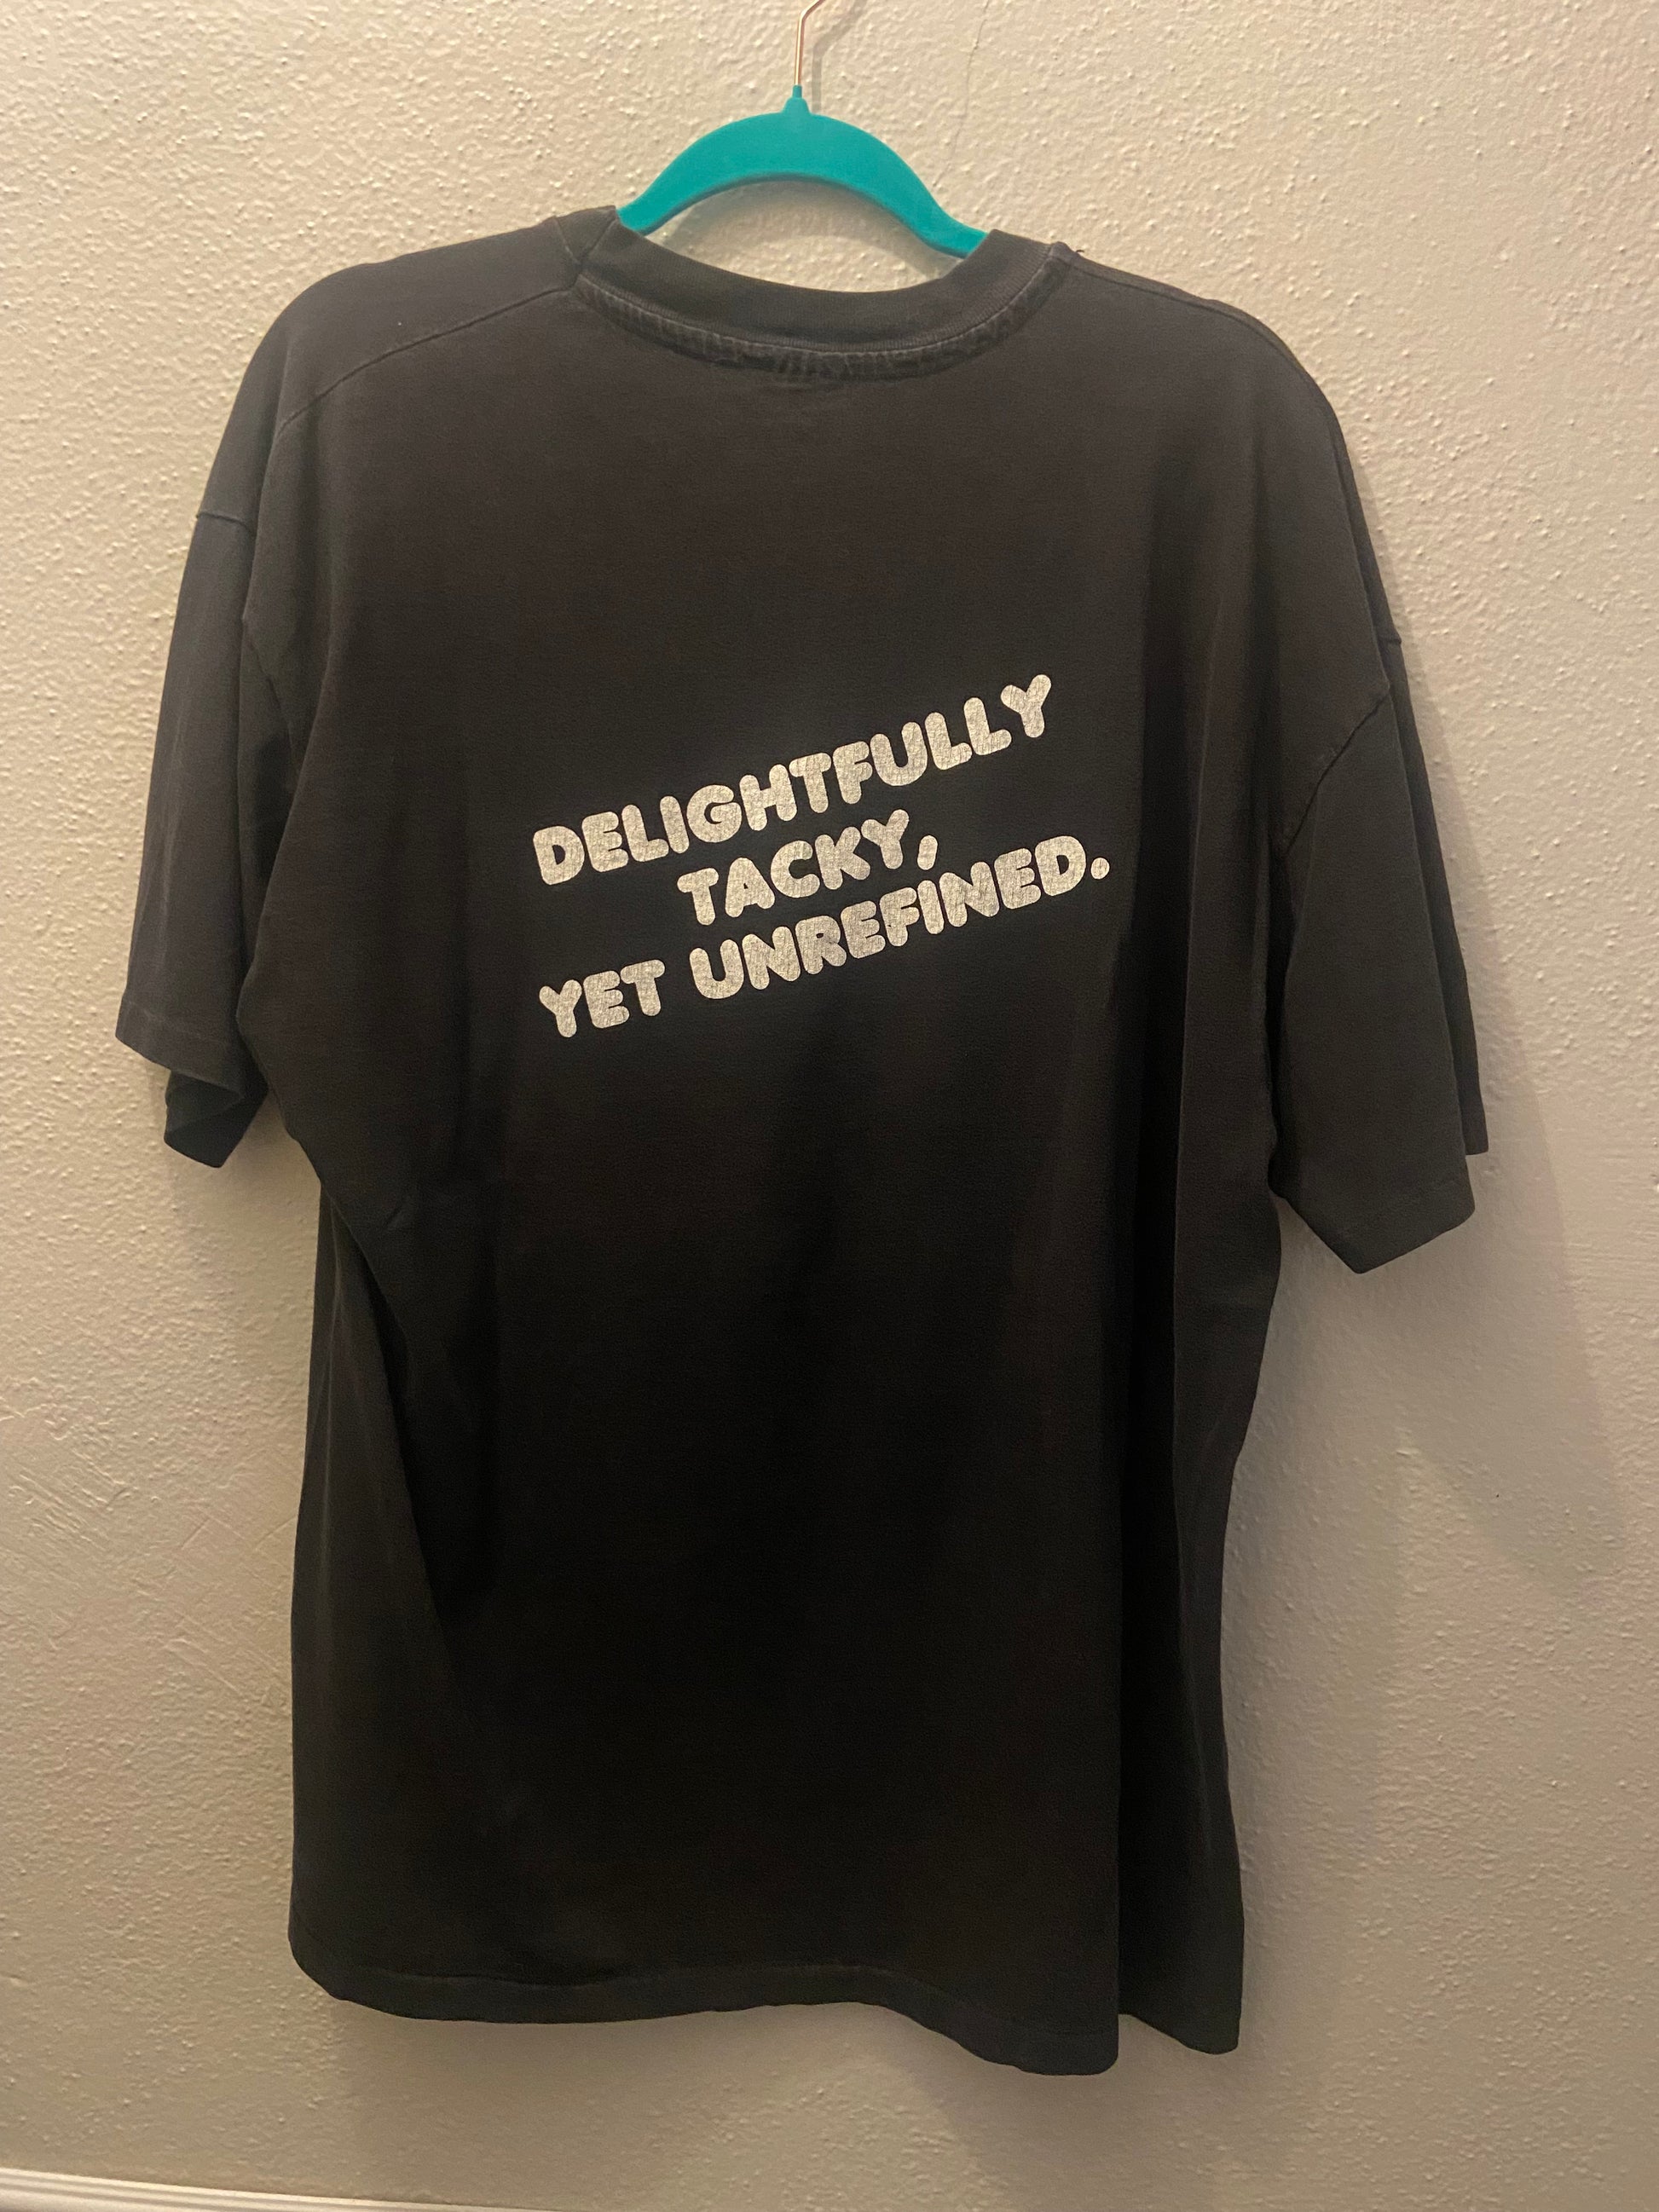 DELIGHTFULLY
TACKY,
YET UNREFINED.